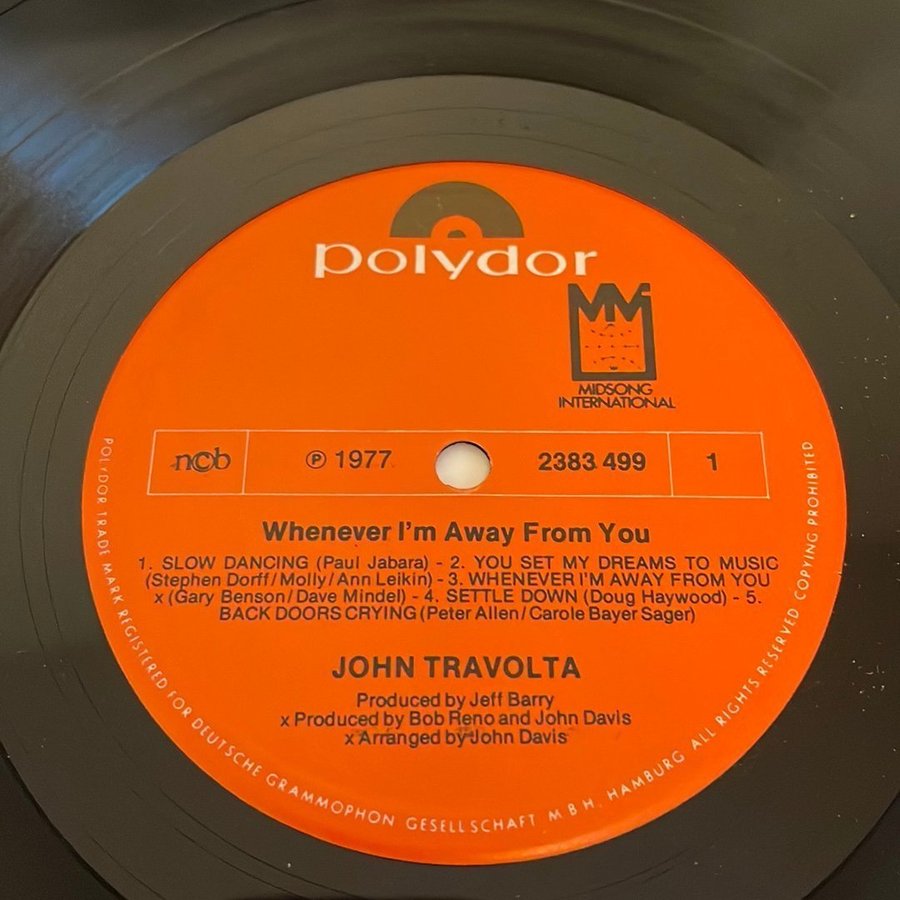 polydor
MIDSONG
INTERNATIONAL
ncb ℗ 1977 2383 499 1
Whenever I'm Away From You
1. SLOW DANCING (Paul Jabara) - 2. YOU SET MY DREAMS TO MUSIC
(Stephen Dorff/Molly/Ann Leikin) - 3. WHENEVER I'M AWAY FROM YOU
x (Gary Benson/Dave Mindel) - 4. SETTLE DOWN (Doug Haywood) - 5.
BACK DOORS CRYING (Peter Allen/Carole Bayer Sager)
JOHN TRAVOLTA
Produced by Jeff Barry
x Produced by Bob Reno and John Davis
x Arranged by John Davis
POLYDOR TRADE MARK REGISTERED FOR DEUTSCHE GRAMMOPHON GESELLSCHAFT M.B.H. HAMBURG ALL RIGHTS RESERVED COPYING PROHIBITED